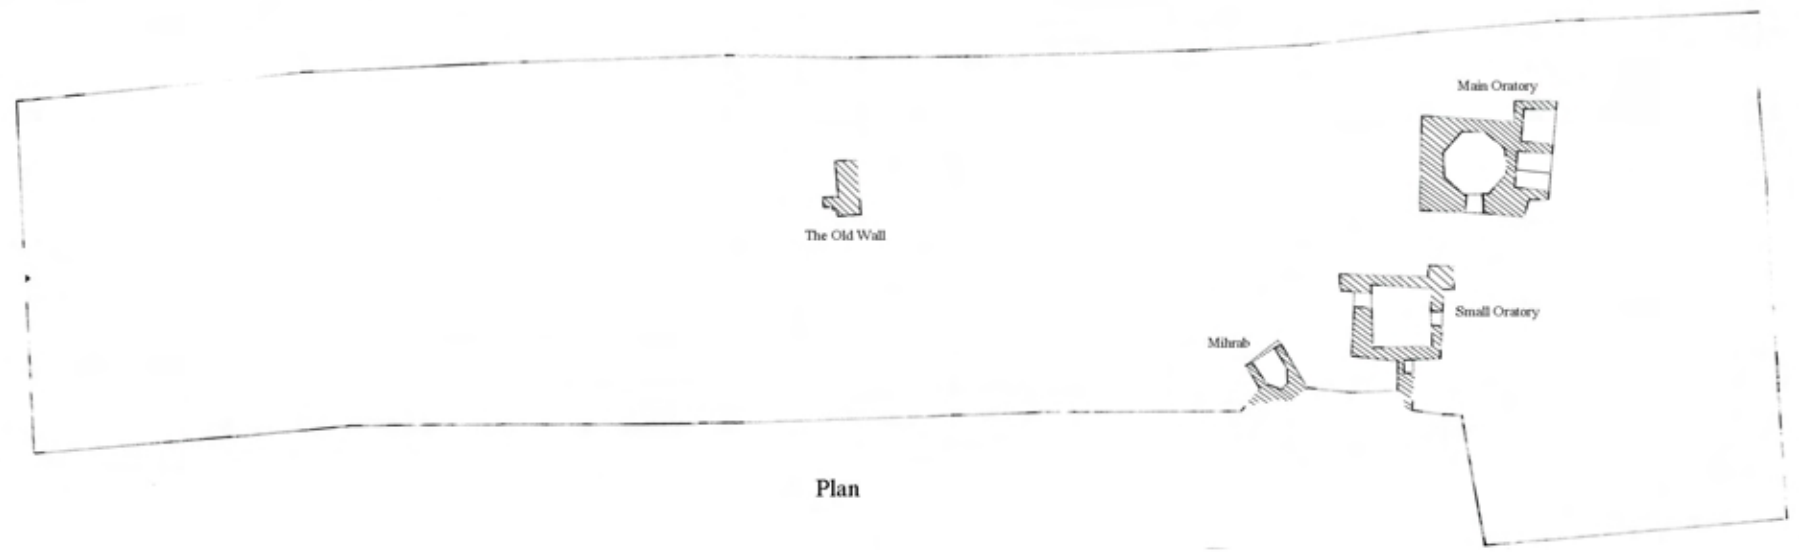 Main Oratory
The Old Wall
Small Oratory
Mihrab
Plan